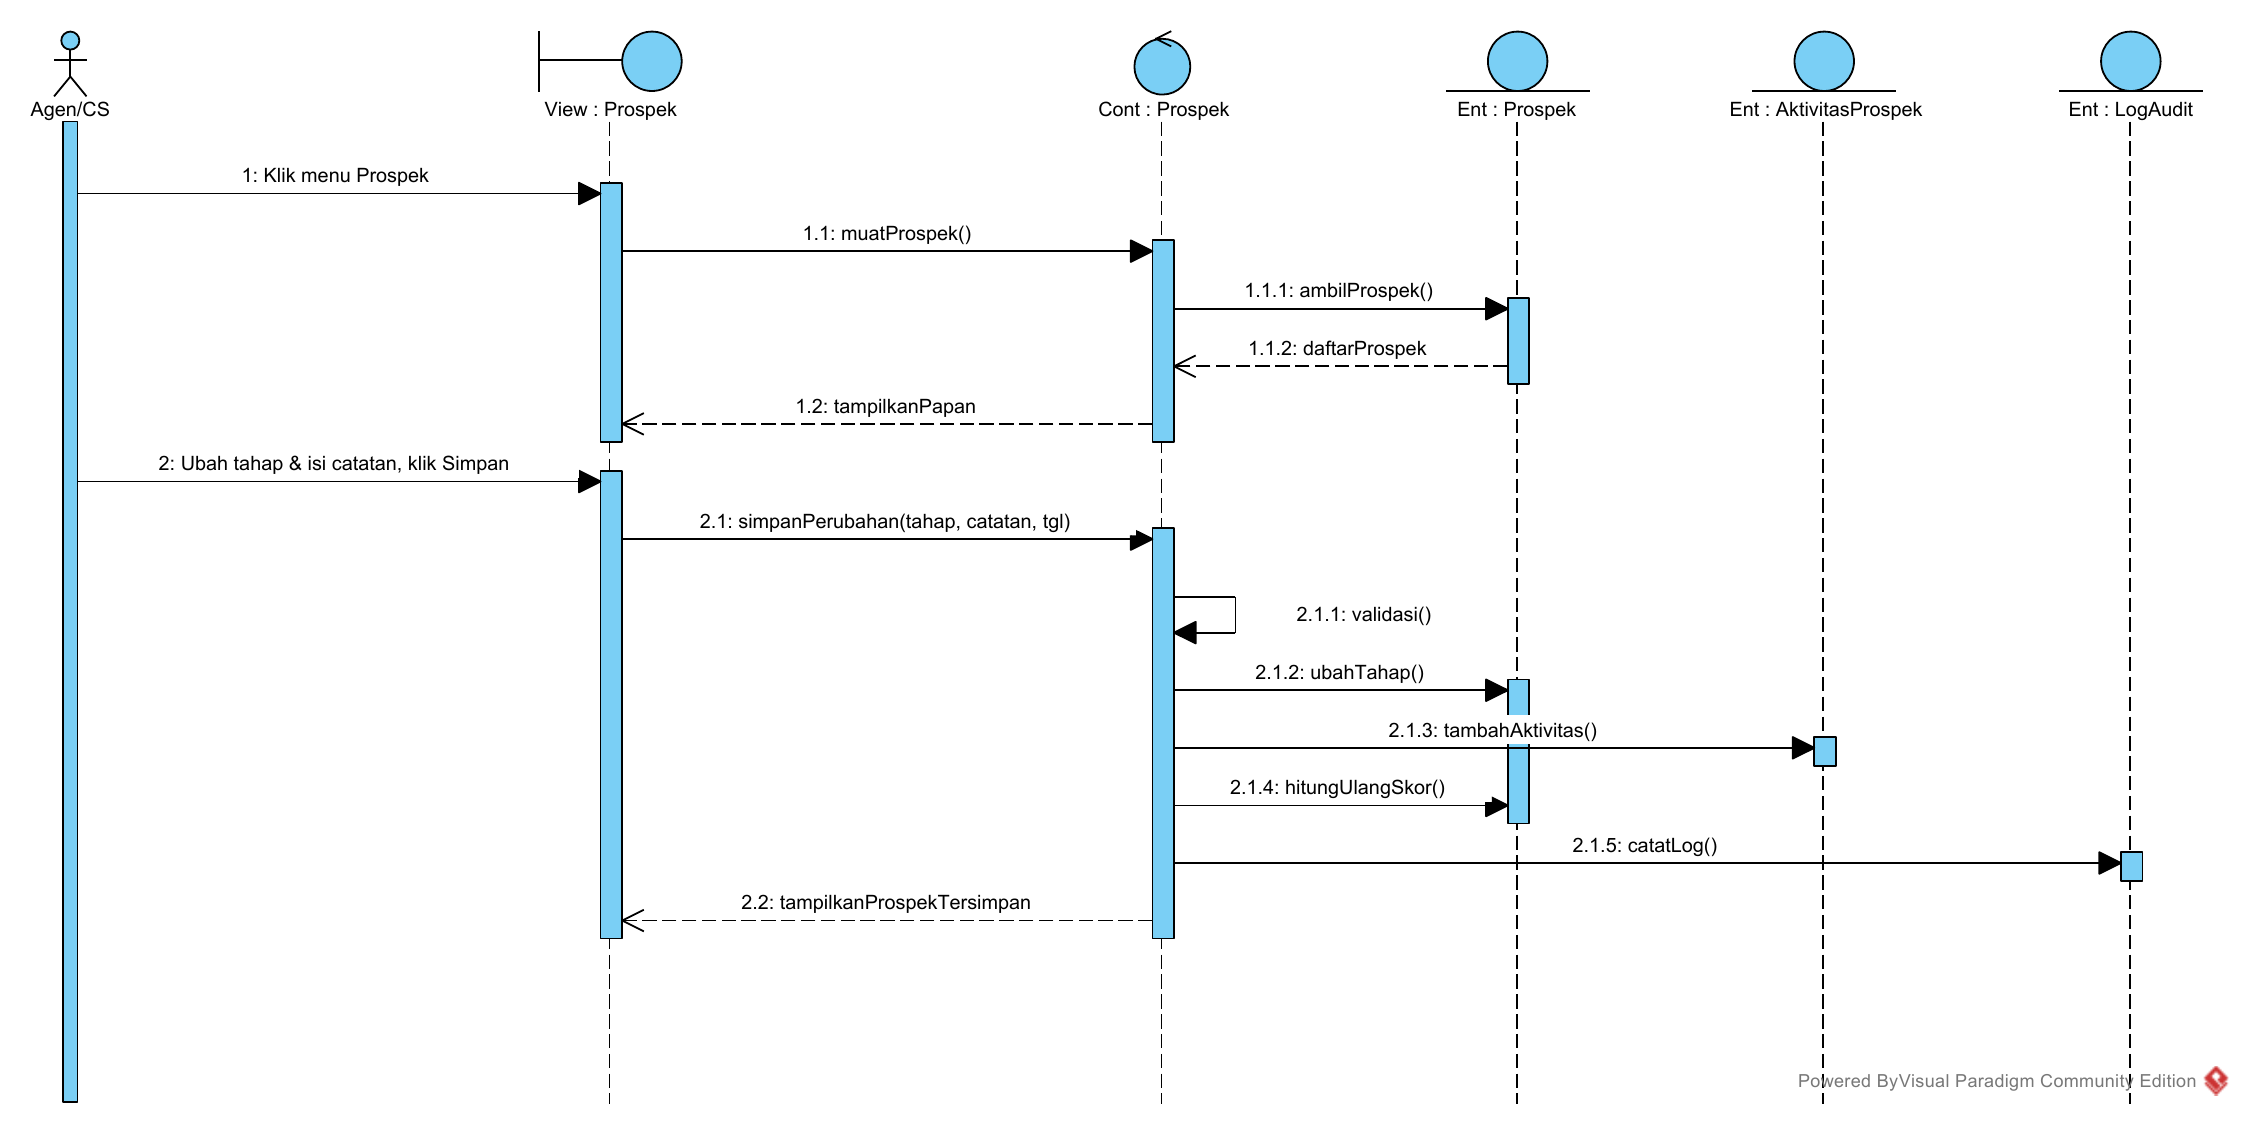 Agen/CS
View : Prospek
Cont : Prospek
Ent : Prospek
Ent : AktivitasProspek
Ent : LogAudit
1: Klik menu Prospek
1.1: muatProspek()
1.1.1: ambilProspek()
1.1.2: daftarProspek
1.2: tampilkanPapan
2: Ubah tahap & isi catatan, klik Simpan
2.1: simpanPerubahan(tahap, catatan, tgl)
2.1.1: validasi()
2.1.2: ubahTahap()
2.1.3: tambahAktivitas()
2.1.4: hitungUlangSkor()
2.1.5: catatLog()
2.2: tampilkanProspekTersimpan
Powered ByVisual Paradigm Community Edition